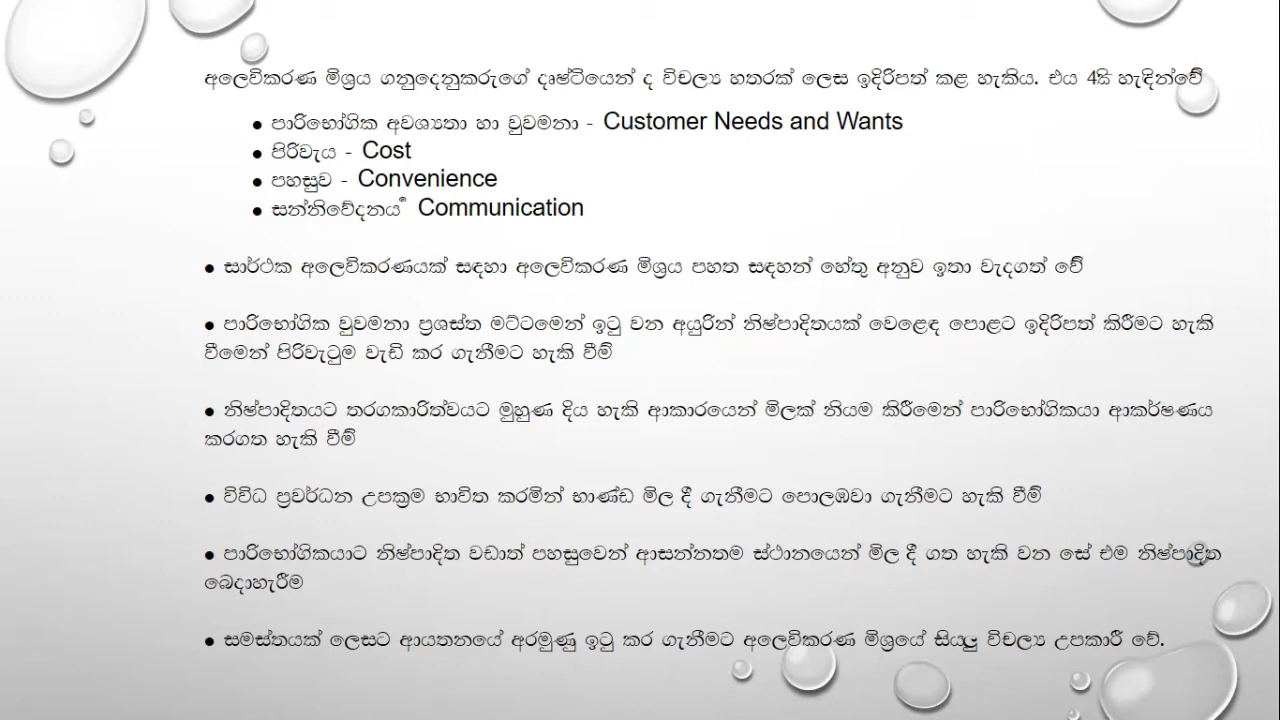 අලෙවිකරණ මිශ්‍රය ගනුදෙනුකරුගේ දෘෂ්ටියෙන් ද විචල්‍ය හතරක් ලෙස ඉදිරිපත් කළ හැකිය. එය 4සි හැඳින්වේ
● පාරිභෝගික අවශ්‍යතා හා වුවමනා - Customer Needs and Wants
● පිරිවැය - Cost
● පහසුව - Convenience
● සන්නිවේදනය Communication
● සාර්ථක අලෙවිකරණයක් සඳහා අලෙවිකරණ මිශ්‍රය පහත සඳහන් හේතු අනුව ඉතා වැදගත් වේ
● පාරිභෝගික වුවමනා ප්‍රශස්ත මට්ටමෙන් ඉටු වන අයුරින් නිෂ්පාදිතයක් වෙළෙඳ පොළට ඉදිරිපත් කිරීමට හැකි
වීමෙන් පිරිවැටුම වැඩි කර ගැනීමට හැකි වීම
● නිෂ්පාදිතයට තරගකාරිත්වයට මුහුණ දිය හැකි ආකාරයෙන් මිලක් නියම කිරීමෙන් පාරිභෝගිකයා ආකර්ෂණය
කරගත හැකි වීම
● විවිධ ප්‍රවර්ධන උපක්‍රම භාවිත කරමින් භාණ්ඩ මිල දී ගැනීමට පොලඹවා ගැනීමට හැකි වීම
● පාරිභෝගිකයාට නිෂ්පාදිත වඩාත් පහසුවෙන් ආසන්නතම ස්ථානයෙන් මිල දී ගත හැකි වන සේ එම නිෂ්පාදිත
බෙදාහැරීම
● සමස්තයක් ලෙසට ආයතනයේ අරමුණු ඉටු කර ගැනීමට අලෙවිකරණ මිශ්‍රයේ සියලු විචල්‍ය උපකාරී වේ.